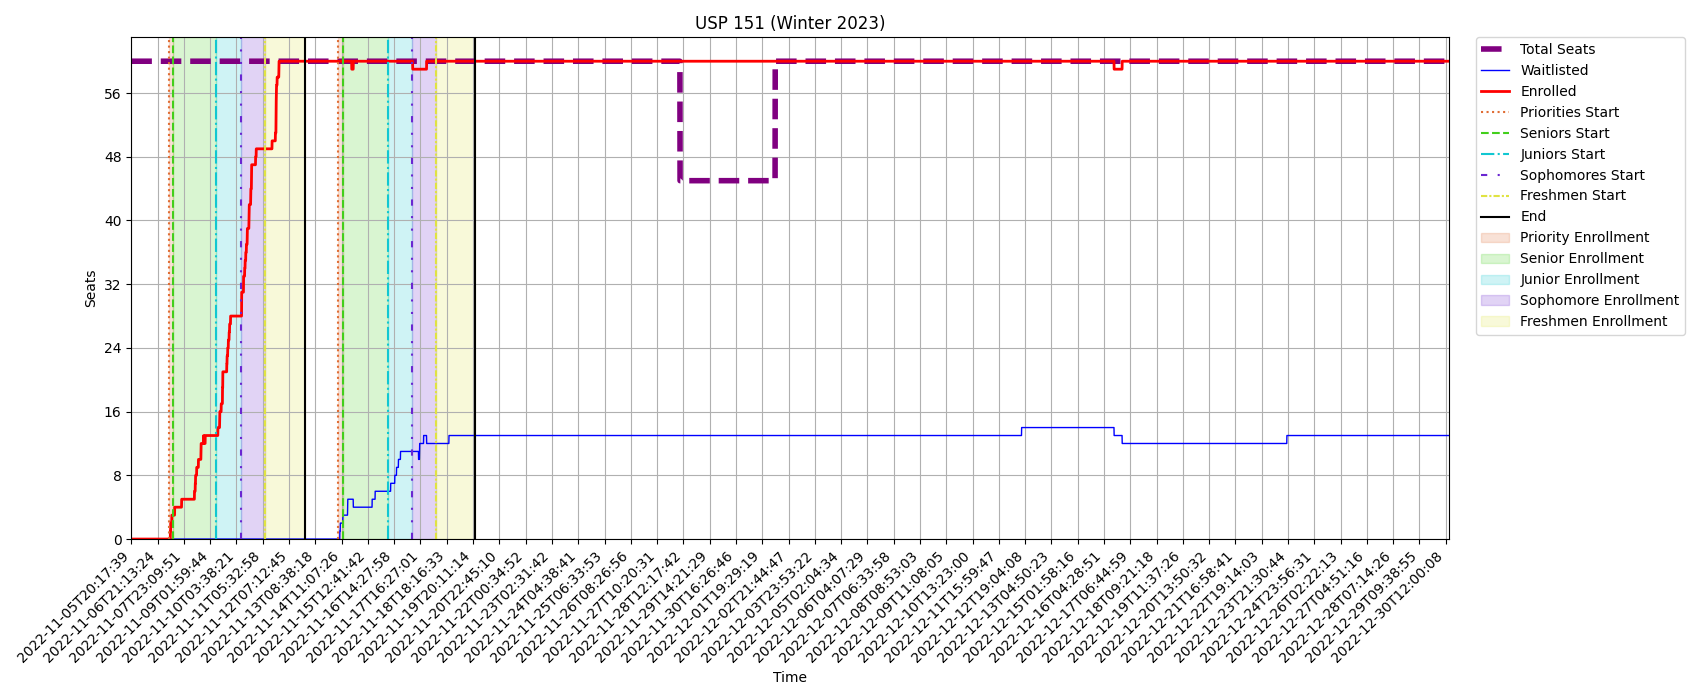 USP 151 (Winter 2023)
Total Seats
Waitlisted
Enrolled
Priorities Start
Seniors Start
Juniors Start
Sophomores Start
Freshmen Start
End
Priority Enrollment
Senior Enrollment
Junior Enrollment
Sophomore Enrollment
Freshmen Enrollment
Seats
56
48
40
32
24
16
8
0
2022-11-05T20:17:39
2022-11-06T21:13:24
2022-11-07T23:09:51
2022-11-09T01:59:44
2022-11-10T03:38:21
2022-11-11T05:32:58
2022-11-12T07:12:45
2022-11-13T08:38:18
2022-11-14T11:07:26
2022-11-15T12:41:42
2022-11-16T14:27:58
2022-11-17T16:27:01
2022-11-18T18:16:33
2022-11-19T20:11:14
2022-11-20T22:45:10
2022-11-22T00:34:52
2022-11-23T02:31:42
2022-11-24T04:38:41
2022-11-25T06:33:53
2022-11-26T08:26:56
2022-11-27T10:20:31
2022-11-28T12:17:42
2022-11-29T14:21:29
2022-11-30T16:26:46
2022-12-01T19:29:19
2022-12-02T21:44:47
2022-12-03T23:53:22
2022-12-05T02:04:34
2022-12-06T04:07:29
2022-12-07T06:33:58
2022-12-08T08:53:03
2022-12-09T11:08:05
2022-12-10T13:23:00
2022-12-11T15:59:47
2022-12-12T19:04:08
2022-12-13T04:50:23
2022-12-15T01:58:16
2022-12-16T04:28:51
2022-12-17T06:44:59
2022-12-18T09:21:18
2022-12-19T11:37:26
2022-12-20T13:50:32
2022-12-21T16:58:41
2022-12-22T19:14:03
2022-12-23T21:30:44
2022-12-24T23:56:31
2022-12-26T02:22:13
2022-12-27T04:51:16
2022-12-28T07:14:26
2022-12-29T09:38:55
2022-12-30T12:00:08
Time